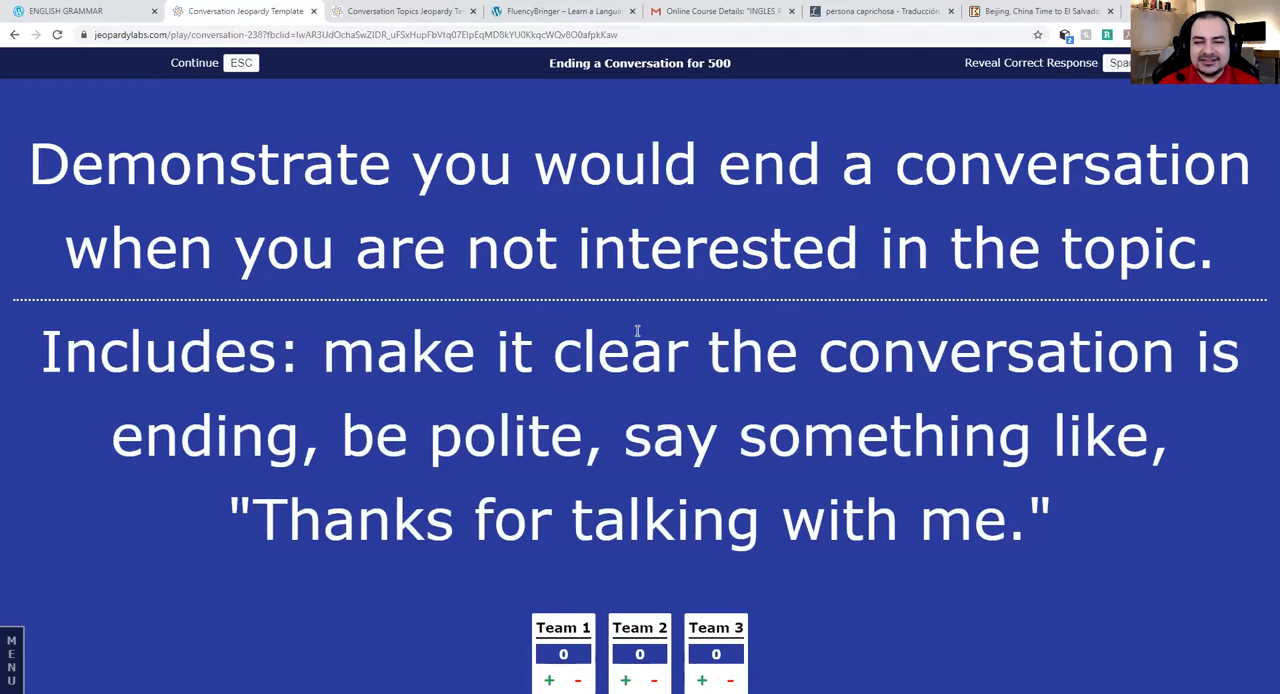 ENGLISH GRAMMAR
Conversation Jeopardy Template
Conversation Topics Jeopardy Te
FluencyBringer – Learn a Langua
Online Course Details: "INGLES P
persona caprichosa - Traducción
Beijing, China Time to El Salvado
jeopardylabs.com/play/conversation-238?fbclid=IwAR3UdOchaSwZIDR_uFSxHupFbVtq07ElpEqMD8kYU0KkqcWQv8O0afpkKaw
Continue ESC
Ending a Conversation for 500
Reveal Correct Response Spac
Demonstrate you would end a conversation
when you are not interested in the topic.
Includes: make it clear the conversation is
ending, be polite, say something like,
"Thanks for talking with me."
MENU
Team 1 Team 2 Team 3
0 0 0
+ - + - + -